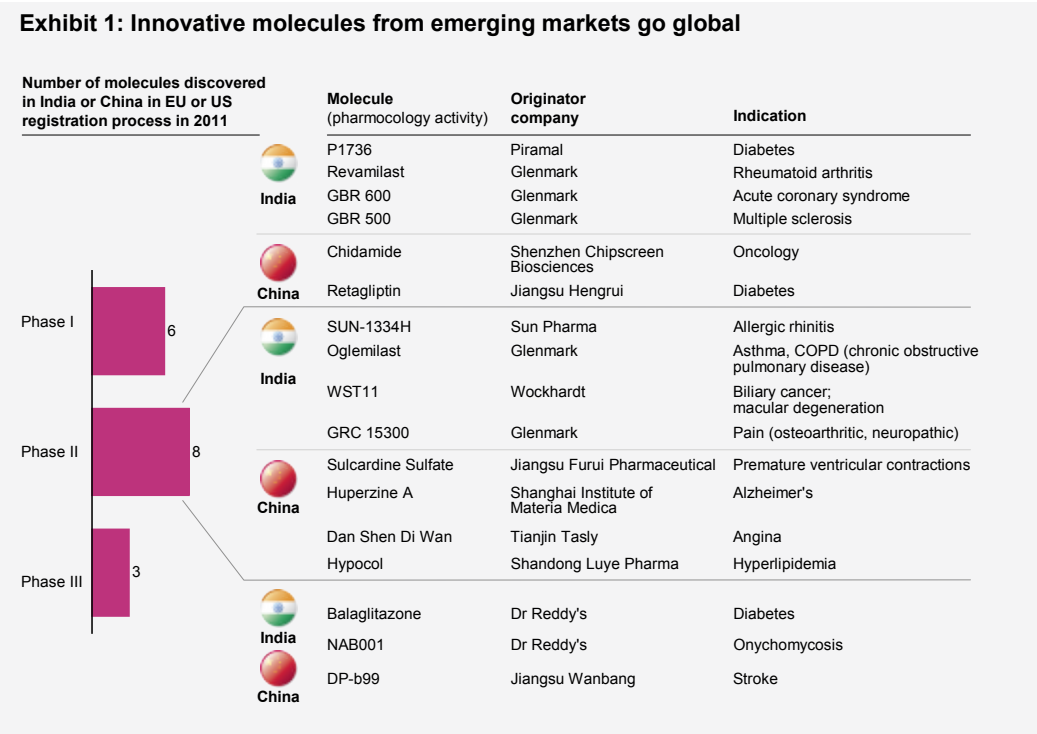 Exhibit 1: Innovative molecules from emerging markets go global
Number of molecules discovered
in India or China in EU or US
registration process in 2011
Molecule
(pharmocology activity)
Originator
company
Indication
Phase I
6
Phase II
8
Phase III
3
India
P1736 Piramal Diabetes
Revamilast Glenmark Rheumatoid arthritis
GBR 600 Glenmark Acute coronary syndrome
GBR 500 Glenmark Multiple sclerosis
China
Chidamide Shenzhen Chipscreen Oncology
Biosciences
Retagliptin Jiangsu Hengrui Diabetes
India
SUN-1334H Sun Pharma Allergic rhinitis
Oglemilast Glenmark Asthma, COPD (chronic obstructive
pulmonary disease)
WST11 Wockhardt Biliary cancer;
macular degeneration
GRC 15300 Glenmark Pain (osteoarthritic, neuropathic)
China
Sulcardine Sulfate Jiangsu Furui Pharmaceutical Premature ventricular contractions
Huperzine A Shanghai Institute of Alzheimer's
Materia Medica
Dan Shen Di Wan Tianjin Tasly Angina
Hypocol Shandong Luye Pharma Hyperlipidemia
India
Balaglitazone Dr Reddy's Diabetes
NAB001 Dr Reddy's Onychomycosis
China
DP-b99 Jiangsu Wanbang Stroke